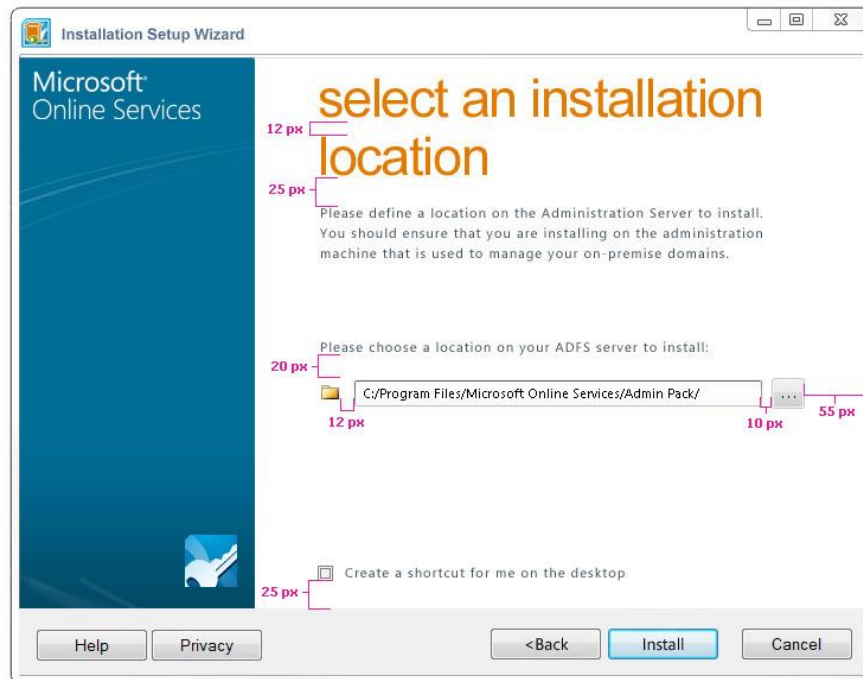 Installation Setup Wizard
Microsoft®
Online Services
select an installation
12 px
location
25 px
Please define a location on the Administration Server to install.
You should ensure that you are installing on the administration
machine that is used to manage your on-premise domains.
Please choose a location on your ADFS server to install:
20 px
C:/Program Files/Microsoft Online Services/Admin Pack/
...
12 px
10 px
55 px
Create a shortcut for me on the desktop
25 px
Help
Privacy
<Back
Install
Cancel